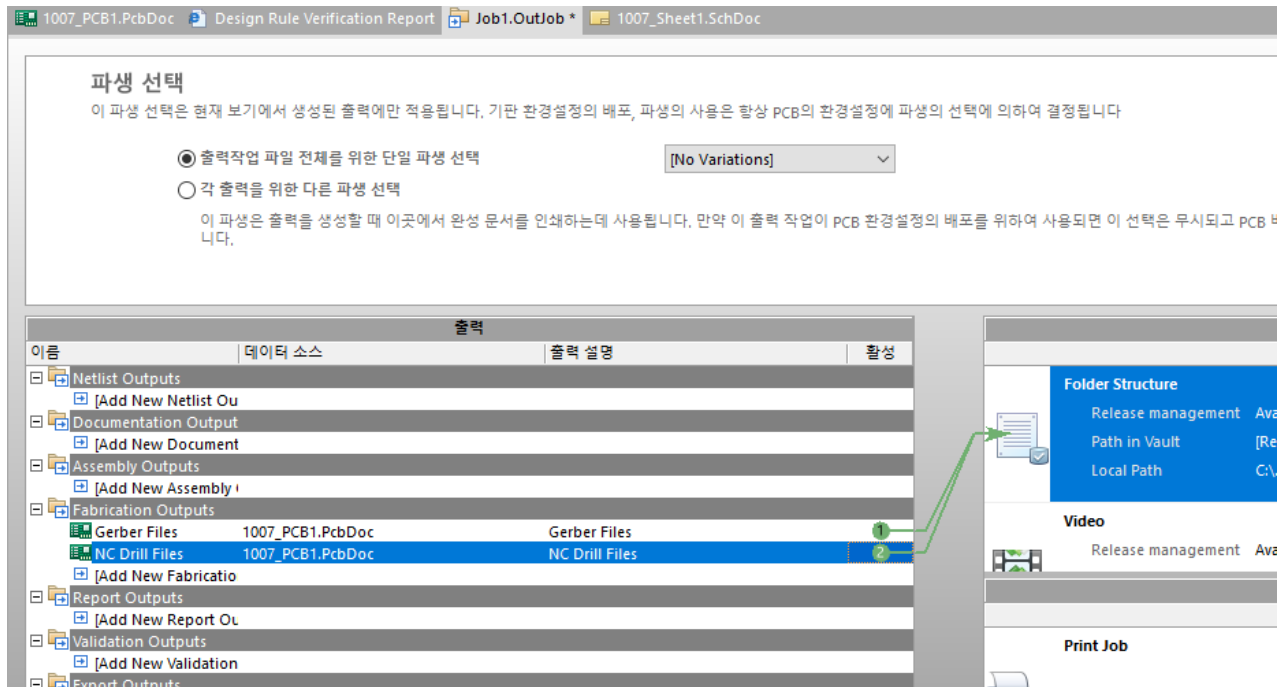 1007_PCB1.PcbDoc Design Rule Verification Report Job1.OutJob * 1007_Sheet1.SchDoc
파생 선택
이 파생 선택은 현재 보기에서 생성된 출력에만 적용됩니다. 기판 환경설정의 배포, 파생의 사용은 항상 PCB의 환경설정에 파생의 선택에 의하여 결정됩니다
출력작업 파일 전체를 위한 단일 파생 선택 [No Variations]
각 출력을 위한 다른 파생 선택
이 파생은 출력을 생성할 때 이곳에서 완성 문서를 인쇄하는데 사용됩니다. 만약 이 출력 작업이 PCB 환경설정의 배포를 위하여 사용되면 이 선택은 무시되고 PCB
니다.
출력
이름 데이터 소스 출력 설명 활성
Netlist Outputs
[Add New Netlist Ou
Documentation Output
[Add New Document
Assembly Outputs
[Add New Assembly
Fabrication Outputs
Gerber Files 1007_PCB1.PcbDoc Gerber Files 1
NC Drill Files 1007_PCB1.PcbDoc NC Drill Files 2
[Add New Fabricatio
Report Outputs
[Add New Report Ou
Validation Outputs
[Add New Validation
Export Outputs
Folder Structure
Release management Ava
Path in Vault [Re
Local Path C:\
Video
Release management Ava
Print Job